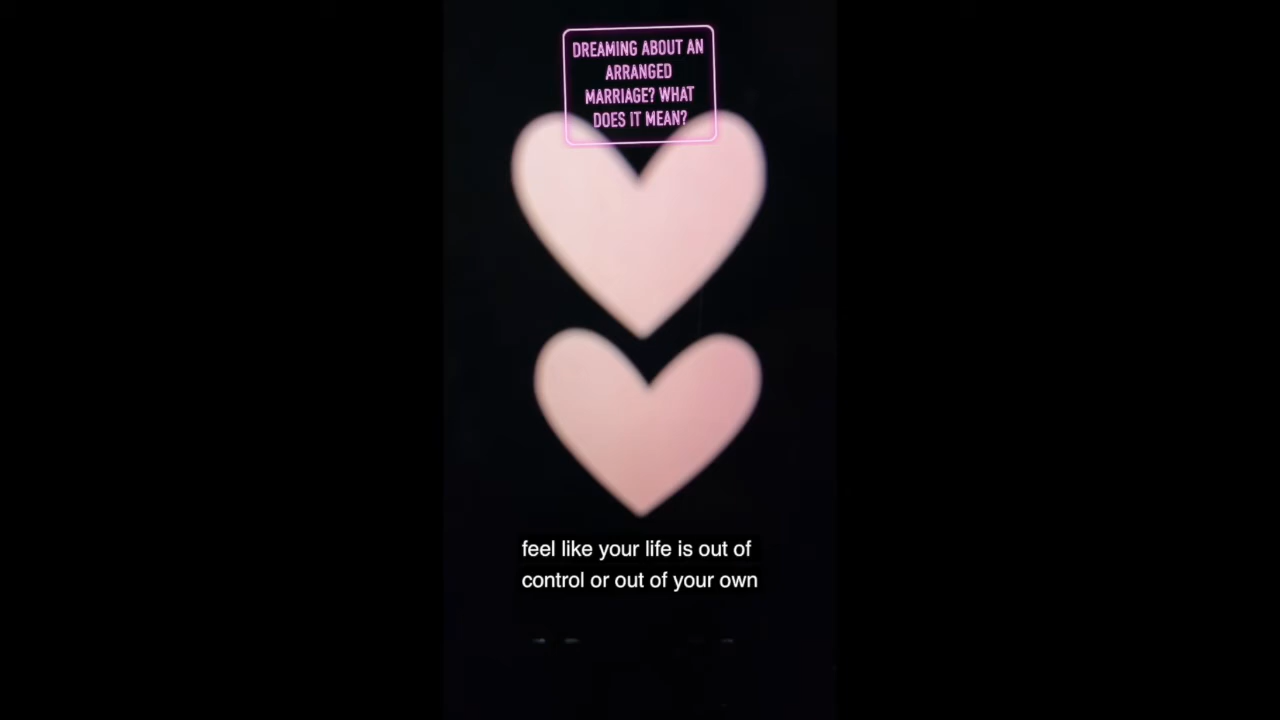 DREAMING ABOUT AN
ARRANGED
MARRIAGE? WHAT
DOES IT MEAN?
feel like your life is out of
control or out of your own